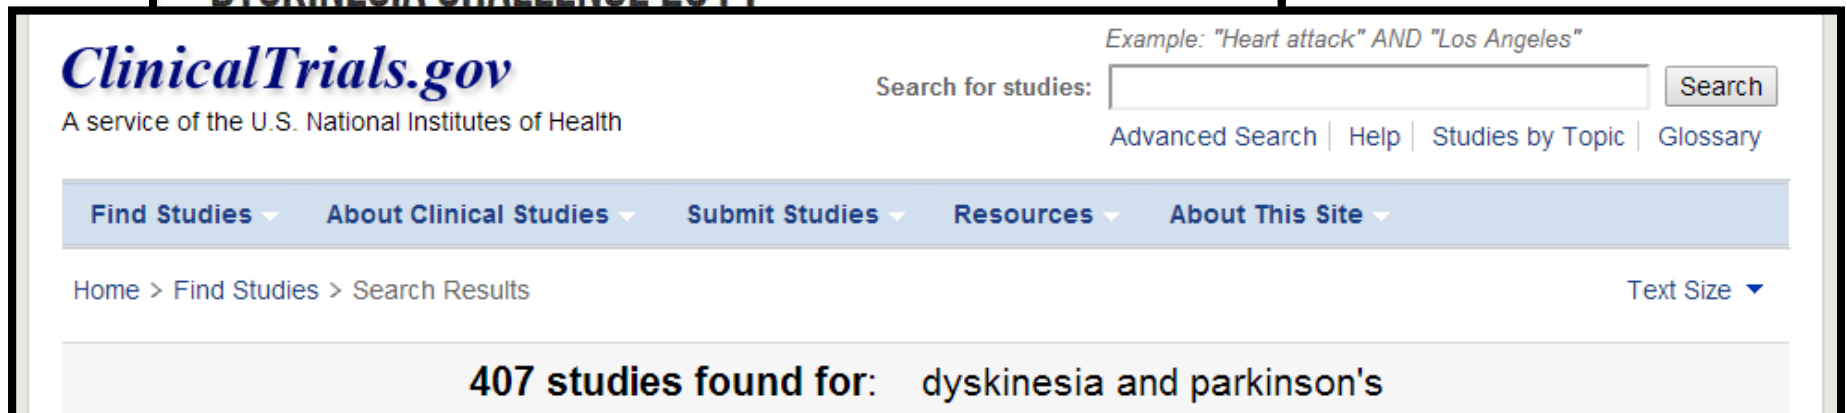 DYSKINESIA CHALLENGE
ClinicalTrials.gov
A service of the U.S. National Institutes of Health
Example: "Heart attack" AND "Los Angeles"
Search for studies:
Search
Advanced Search | Help | Studies by Topic | Glossary
Find Studies About Clinical Studies Submit Studies Resources About This Site
Home > Find Studies > Search Results
Text Size
407 studies found for: dyskinesia and parkinson's